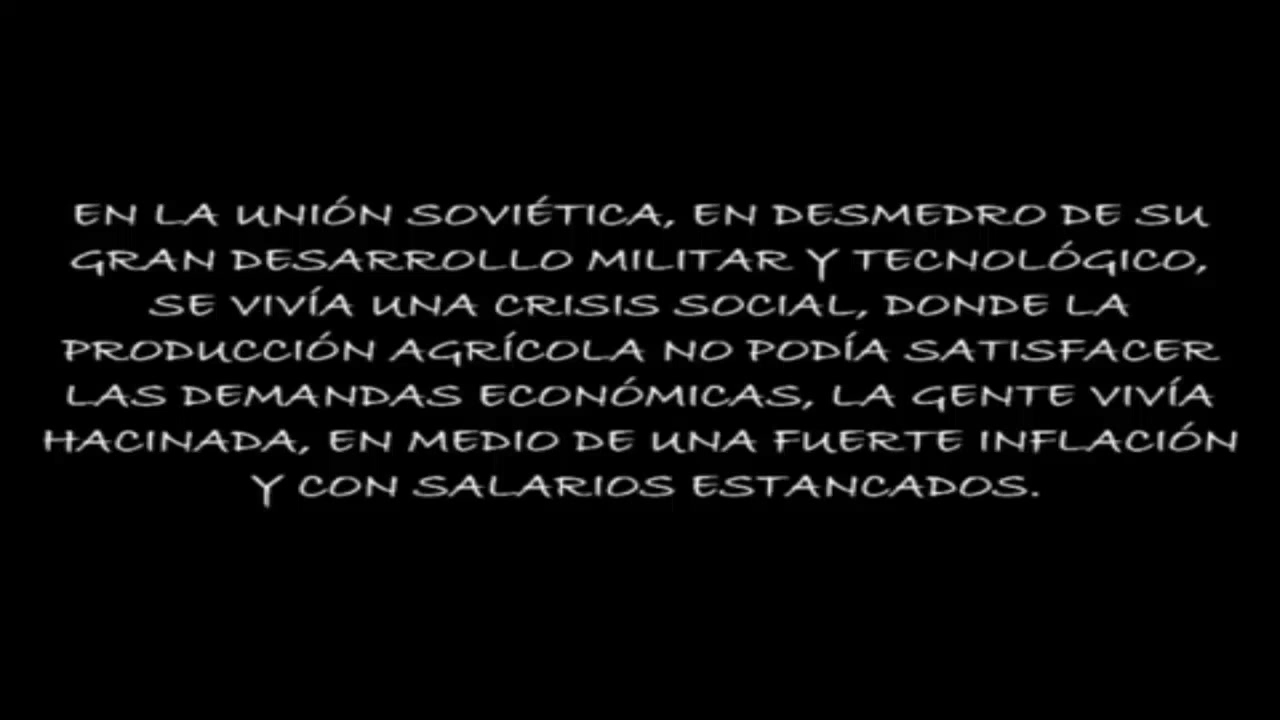 EN LA UNIÓN SOVIÉTICA, EN DESMEDRO DE SU
GRAN DESARROLLO MILITAR Y TECNOLÓGICO,
SE VIVÍA UNA CRISIS SOCIAL, DONDE LA
PRODUCCIÓN AGRÍCOLA NO PODÍA SATISFACER
LAS DEMANDAS ECONÓMICAS, LA GENTE VIVÍA
HACINADA, EN MEDIO DE UNA FUERTE INFLACIÓN
Y CON SALARIOS ESTANCADOS.